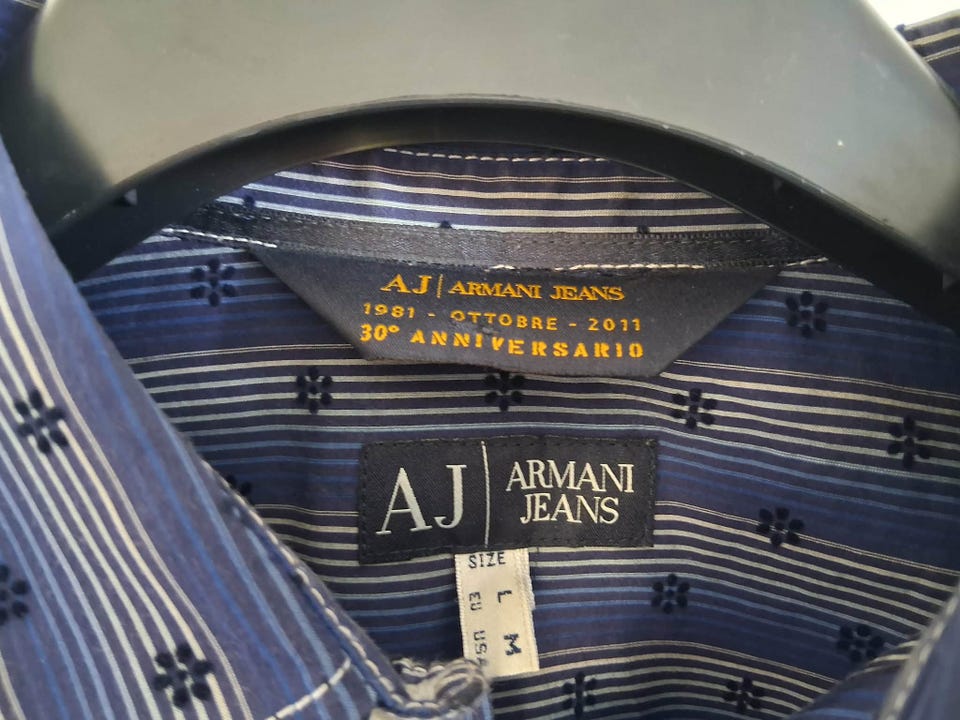 AJ | ARMANI JEANS
1981 - OTTOBRE - 2011
30° ANNIVERSARIO
AJ | ARMANI
JEANS
SIZE
EU L
USA M